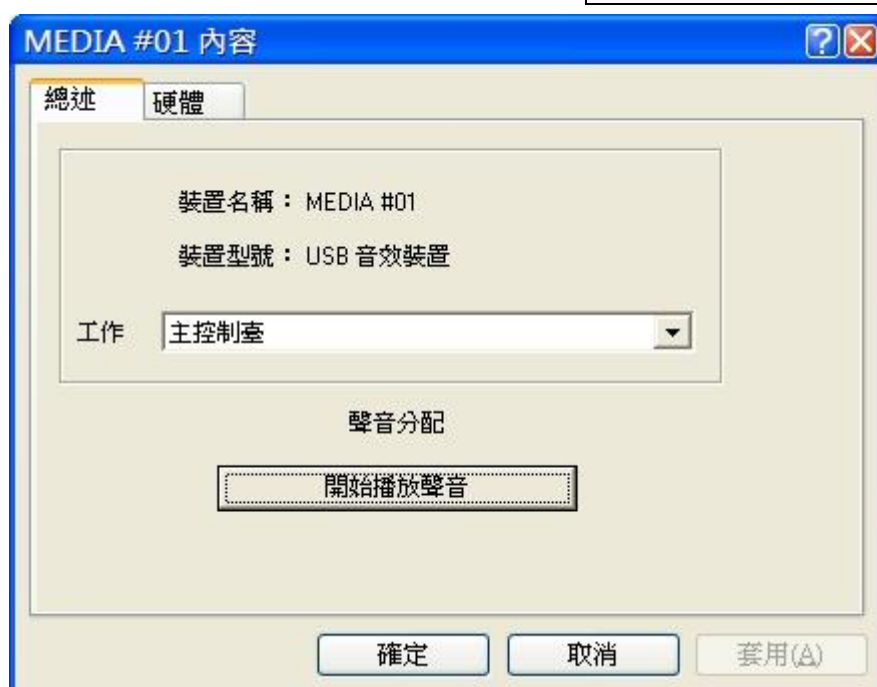 MEDIA #01 內容
總述 硬體
裝置名稱：MEDIA #01
裝置型號：USB 音效裝置
工作 主控制臺
聲音分配
開始播放聲音
確定 取消 套用(A)